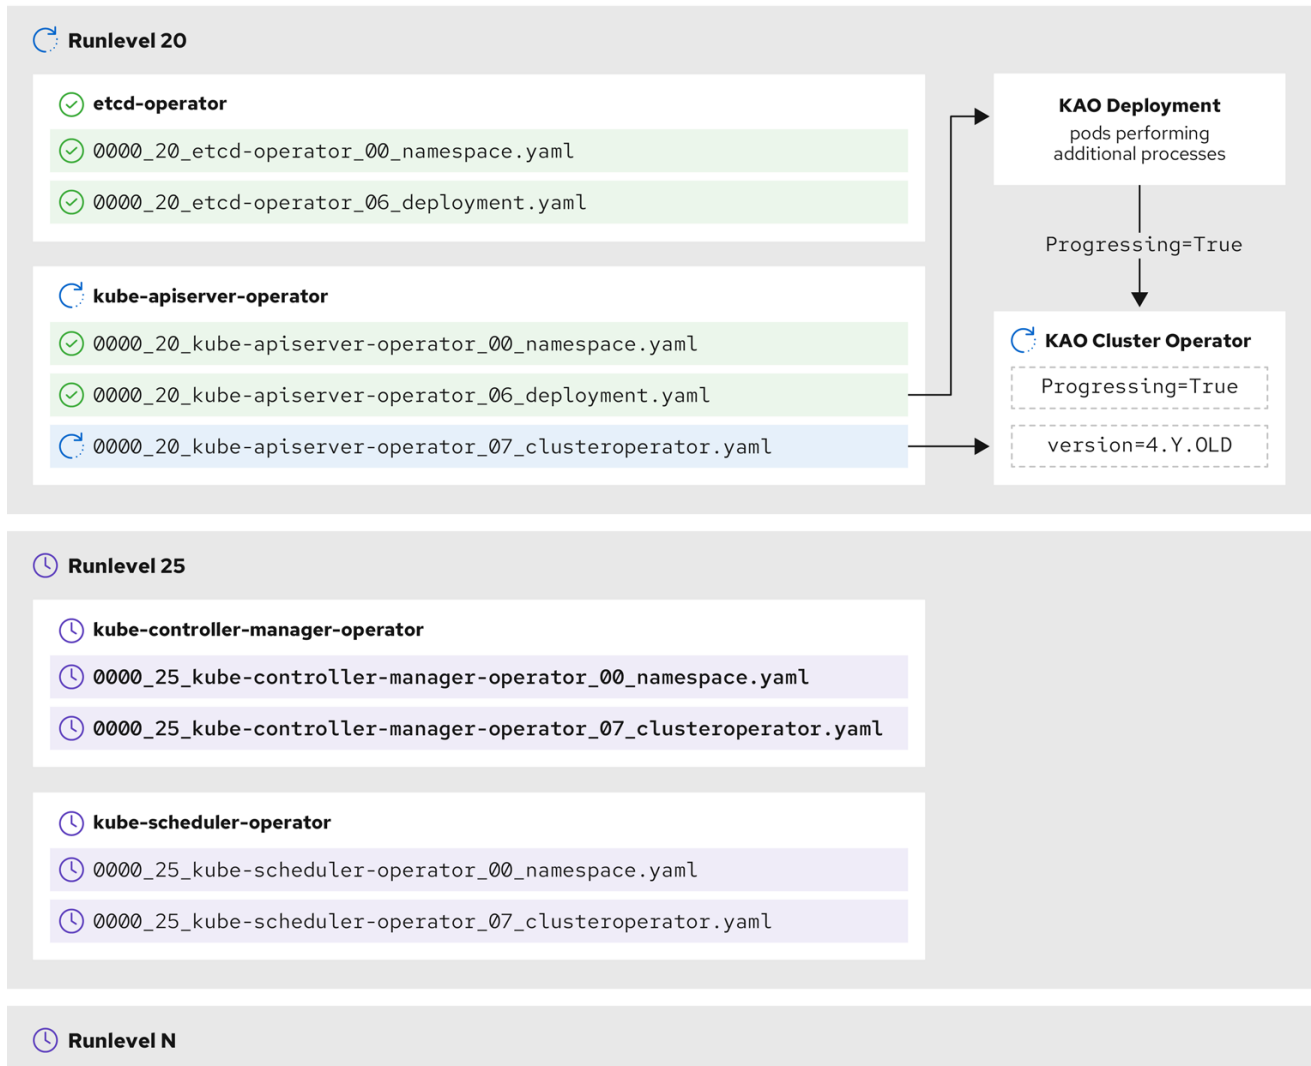 Runlevel 20
etcd-operator
0000_20_etcd-operator_00_namespace.yaml
0000_20_etcd-operator_06_deployment.yaml
kube-apiserver-operator
0000_20_kube-apiserver-operator_00_namespace.yaml
0000_20_kube-apiserver-operator_06_deployment.yaml
0000_20_kube-apiserver-operator_07_clusteroperator.yaml
KAO Deployment
pods performing
additional processes
Progressing=True
KAO Cluster Operator
Progressing=True
version=4.Y.OLD
Runlevel 25
kube-controller-manager-operator
0000_25_kube-controller-manager-operator_00_namespace.yaml
0000_25_kube-controller-manager-operator_07_clusteroperator.yaml
kube-scheduler-operator
0000_25_kube-scheduler-operator_00_namespace.yaml
0000_25_kube-scheduler-operator_07_clusteroperator.yaml
Runlevel N